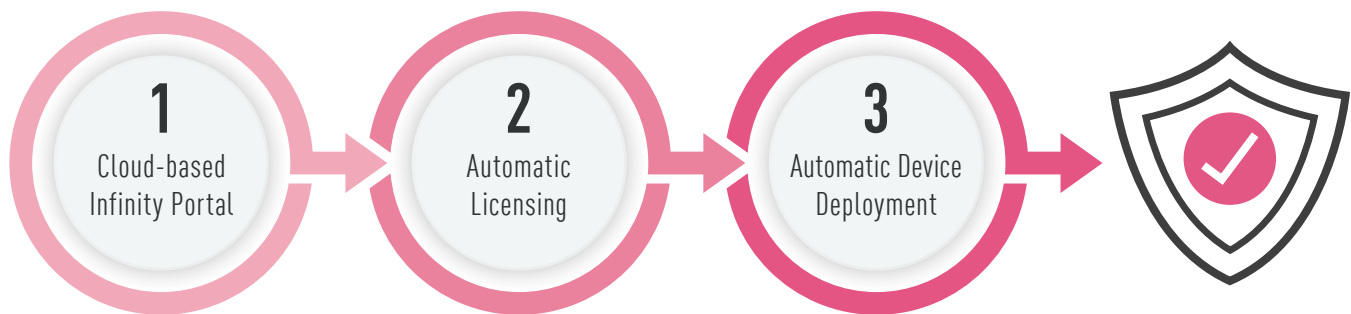 1
Cloud-based
Infinity Portal
2
Automatic
Licensing
3
Automatic Device
Deployment